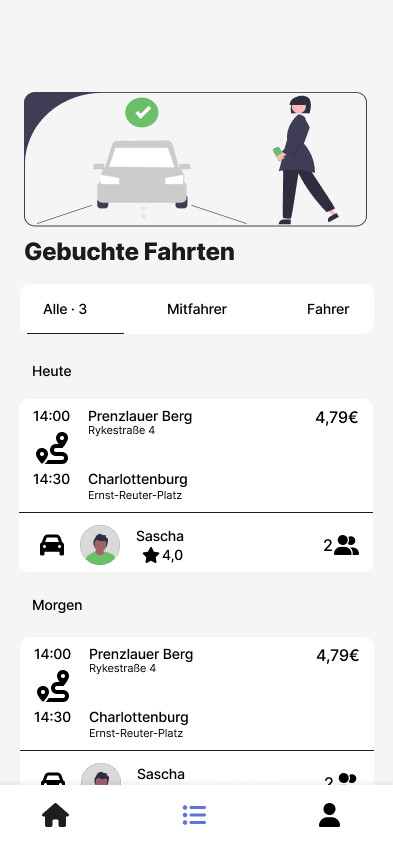 Gebuchte Fahrten
Alle · 3 Mitfahrer Fahrer
Heute
14:00 Prenzlauer Berg 4,79€
Rykestraße 4
14:30 Charlottenburg
Ernst-Reuter-Platz
Sascha
4,0 2
Morgen
14:00 Prenzlauer Berg 4,79€
Rykestraße 4
14:30 Charlottenburg
Ernst-Reuter-Platz
Sascha
2